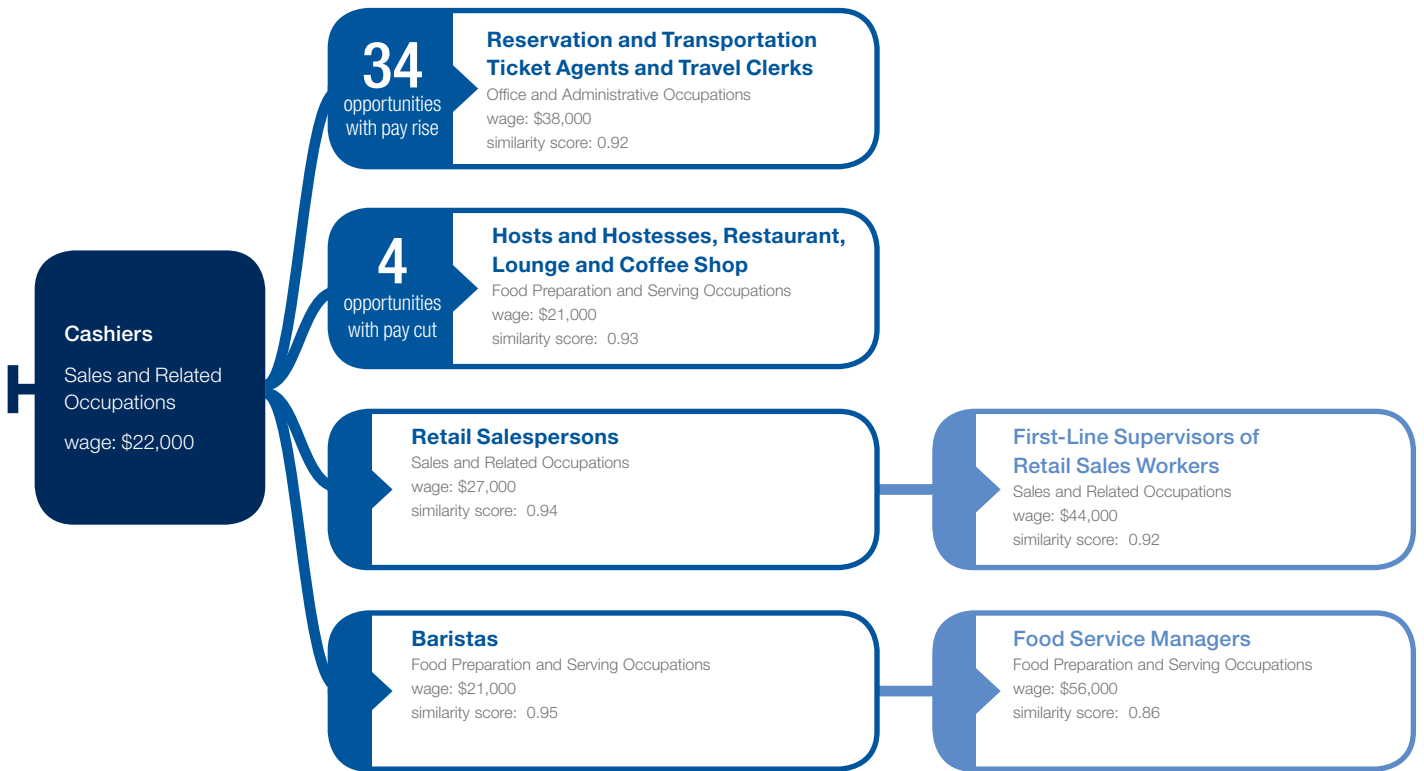 Cashiers
Sales and Related
Occupations
wage: $22,000
34
opportunities
with pay rise
Reservation and Transportation
Ticket Agents and Travel Clerks
Office and Administrative Occupations
wage: $38,000
similarity score: 0.92
4
opportunities
with pay cut
Hosts and Hostesses, Restaurant,
Lounge and Coffee Shop
Food Preparation and Serving Occupations
wage: $21,000
similarity score: 0.93
Retail Salespersons
Sales and Related Occupations
wage: $27,000
similarity score: 0.94
First-Line Supervisors of
Retail Sales Workers
Sales and Related Occupations
wage: $44,000
similarity score: 0.92
Baristas
Food Preparation and Serving Occupations
wage: $21,000
similarity score: 0.95
Food Service Managers
Food Preparation and Serving Occupations
wage: $56,000
similarity score: 0.86